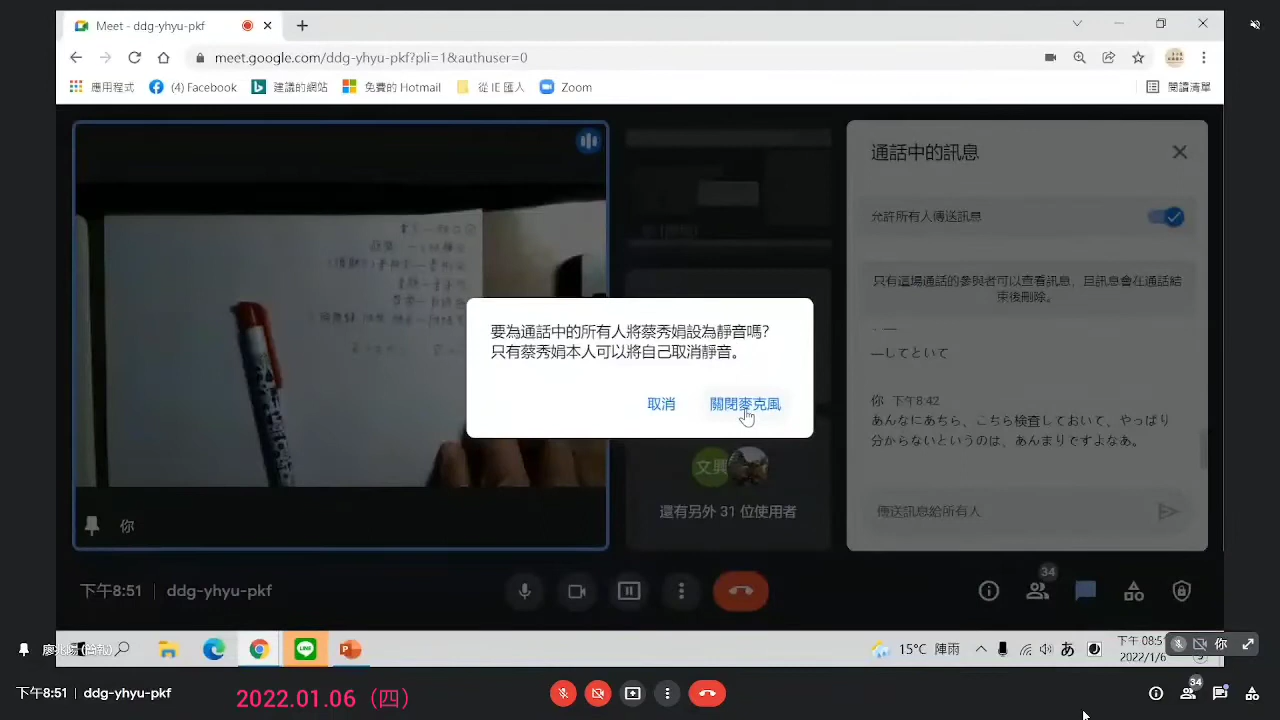 Meet - ddg-yhyu-pkf
meet.google.com/ddg-yhyu-pkf?pli=1&authuser=0
應用程式
(4) Facebook
建議的網站
免費的 Hotmail
從 IE 匯入
Zoom
閱讀清單
通話中的訊息
允許所有人傳送訊息
只有這場通話的參與者可以查看訊息，且訊息會在通話結
束後刪除。
—してといて
你 下午8:42
あんなにあちら、こちら検査しておいて、やっぱり
分からないというのは、あんまりですよなあ。
傳送訊息給所有人
要為通話中的所有人將蔡秀娟設為靜音嗎?
只有蔡秀娟本人可以將自己取消靜音。
取消
關閉麥克風
文興
還有另外 31 位使用者
你
下午8:51
ddg-yhyu-pkf
34
15°C 陣雨
あ
下午 08:51
2022/1/6
你
下午8:51
ddg-yhyu-pkf
2022.01.06（四）
34